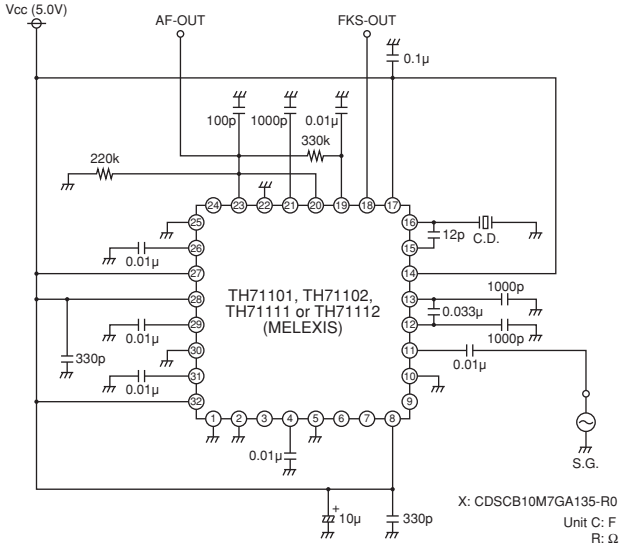 Vcc (5.0V)
AF-OUT
FKS-OUT
0.1µ
100p
1000p
0.01µ
330k
220k
24
23
22
21
20
19
18
17
25
16
12p
C.D.
26
15
0.01µ
27
14
TH71101, TH71102,
TH71111 or TH71112
(MELEXIS)
28
13
1000p
0.033µ
29
12
0.01µ
1000p
330p
30
11
0.01µ
31
10
0.01µ
32
9
1
2
3
4
5
6
7
8
0.01µ
S.G.
+
10µ
330p
X: CDSCB10M7GA135-R0
Unit C: F
R: Ω